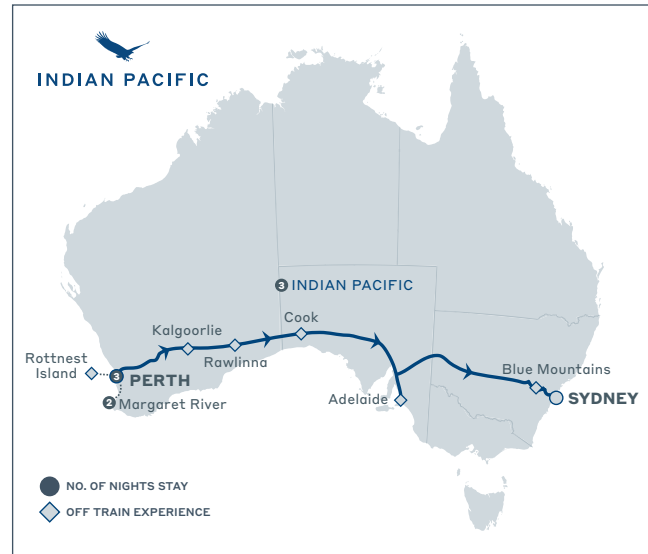 INDIAN PACIFIC
3 INDIAN PACIFIC
Cook
Kalgoorlie
Rawlinna
Rottnest
Island
3 PERTH
2 Margaret River
Adelaide
Blue Mountains
SYDNEY
NO. OF NIGHTS STAY
OFF TRAIN EXPERIENCE